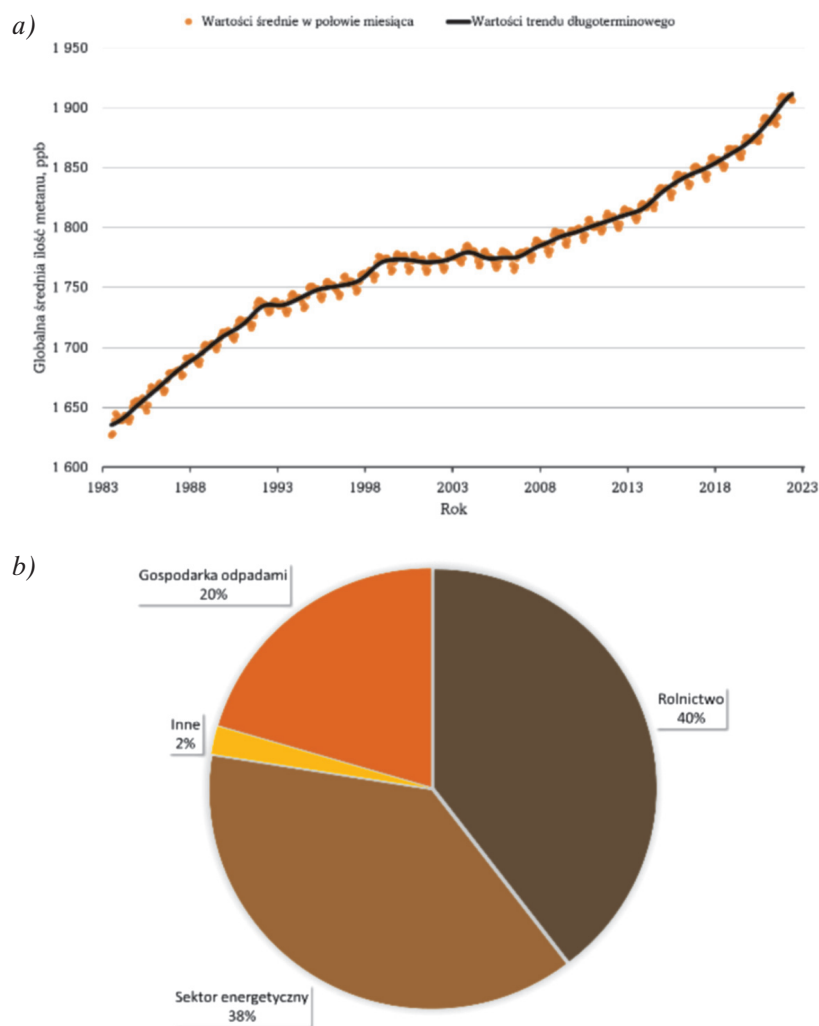 a)
Wartości średnie w połowie miesiąca Wartości trendu długoterminowego
Globalna średnia ilość metanu, ppb
1 950
1 900
1 850
1 800
1 750
1 700
1 650
1 600
1983 1988 1993 1998 2003 2008 2013 2018 2023
Rok
b)
Gospodarka odpadami
20%
Inne
2%
Rolnictwo
40%
Sektor energetyczny
38%